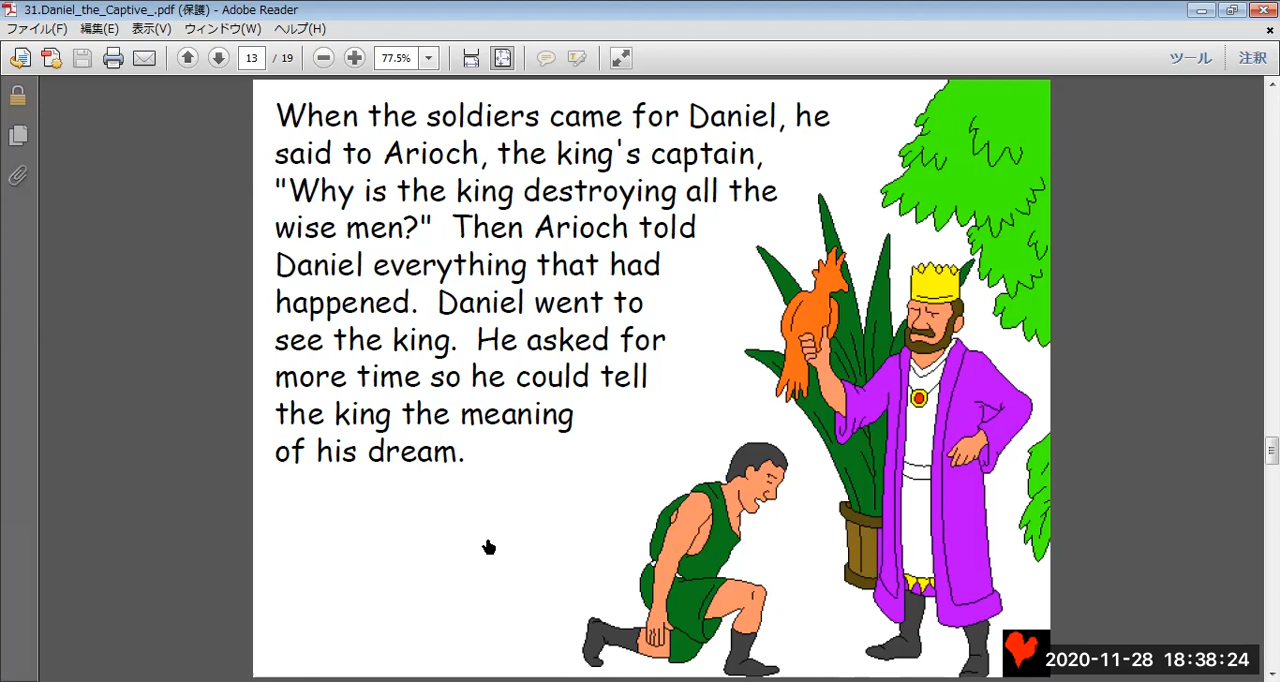 31.Daniel_the_Captive_.pdf (保護) - Adobe Reader
ファイル(F) 編集(E) 表示(V) ウィンドウ(W) ヘルプ(H)
13 / 19 77.5% ツール 注釈
When the soldiers came for Daniel, he
said to Arioch, the king's captain,
"Why is the king destroying all the
wise men?" Then Arioch told
Daniel everything that had
happened. Daniel went to
see the king. He asked for
more time so he could tell
the king the meaning
of his dream.
2020-11-28 18:38:24